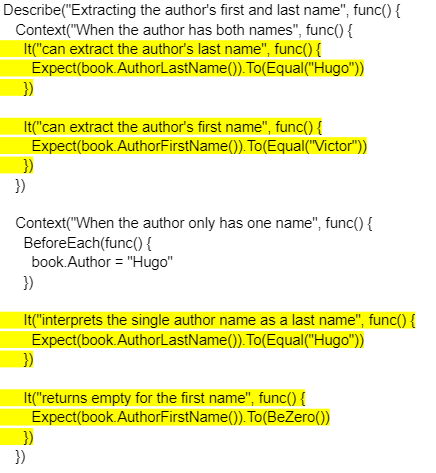 Describe("Extracting the author's first and last name", func() {
Context("When the author has both names", func() {
It("can extract the author's last name", func() {
Expect(book.AuthorLastName()).To(Equal("Hugo"))
})
It("can extract the author's first name", func() {
Expect(book.AuthorFirstName()).To(Equal("Victor"))
})
})
Context("When the author only has one name", func() {
BeforeEach(func() {
book.Author = "Hugo"
})
It("interprets the single author name as a last name", func() {
Expect(book.AuthorLastName()).To(Equal("Hugo"))
})
It("returns empty for the first name", func() {
Expect(book.AuthorFirstName()).To(BeZero())
})
})